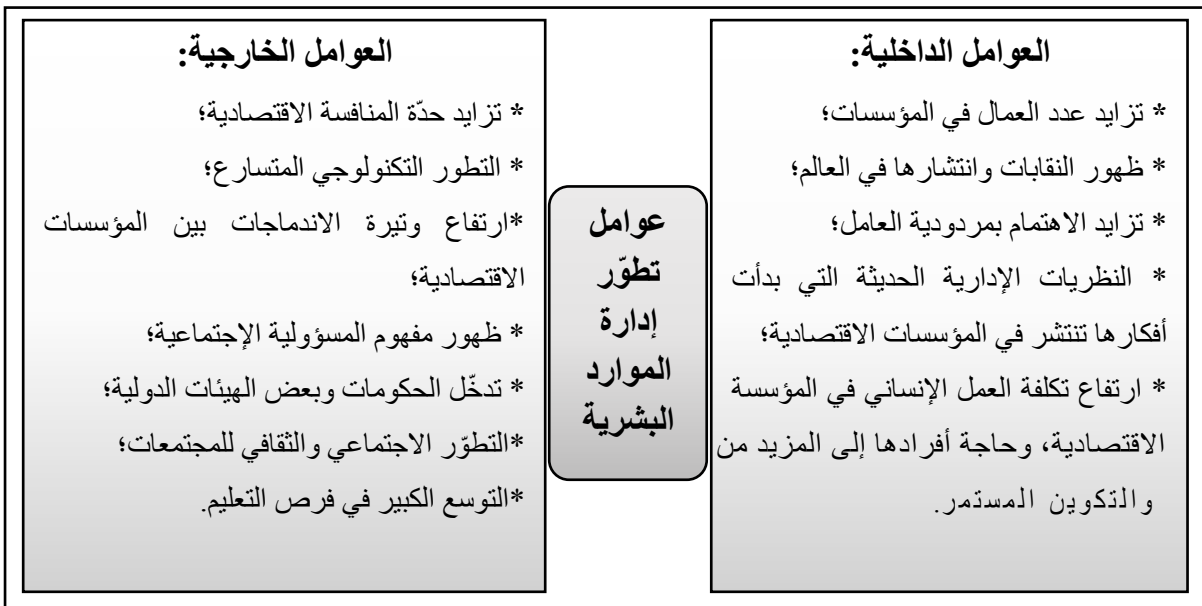 العوامل الداخلية:
* تزايد عدد العمال في المؤسسات؛
* ظهور النقابات وانتشارها في العالم؛
* تزايد الاهتمام بمردودية العامل؛
* النظريات الإدارية الحديثة التي بدأت
أفكارها تنتشر في المؤسسات الاقتصادية؛
* ارتفاع تكلفة العمل الإنساني في المؤسسة
الاقتصادية، وحاجة أفرادها إلى المزيد من
والتكوين المستمر.
عوامل
تطوّر
إدارة
الموارد
البشرية
العوامل الخارجية:
* تزايد حدّة المنافسة الاقتصادية؛
* التطور التكنولوجي المتسارع؛
*ارتفاع وتيرة الاندماجات بين المؤسسات
الاقتصادية؛
* ظهور مفهوم المسؤولية الإجتماعية؛
* تدخّل الحكومات وبعض الهيئات الدولية؛
*التطوّر الاجتماعي والثقافي للمجتمعات؛
*التوسع الكبير في فرص التعليم.